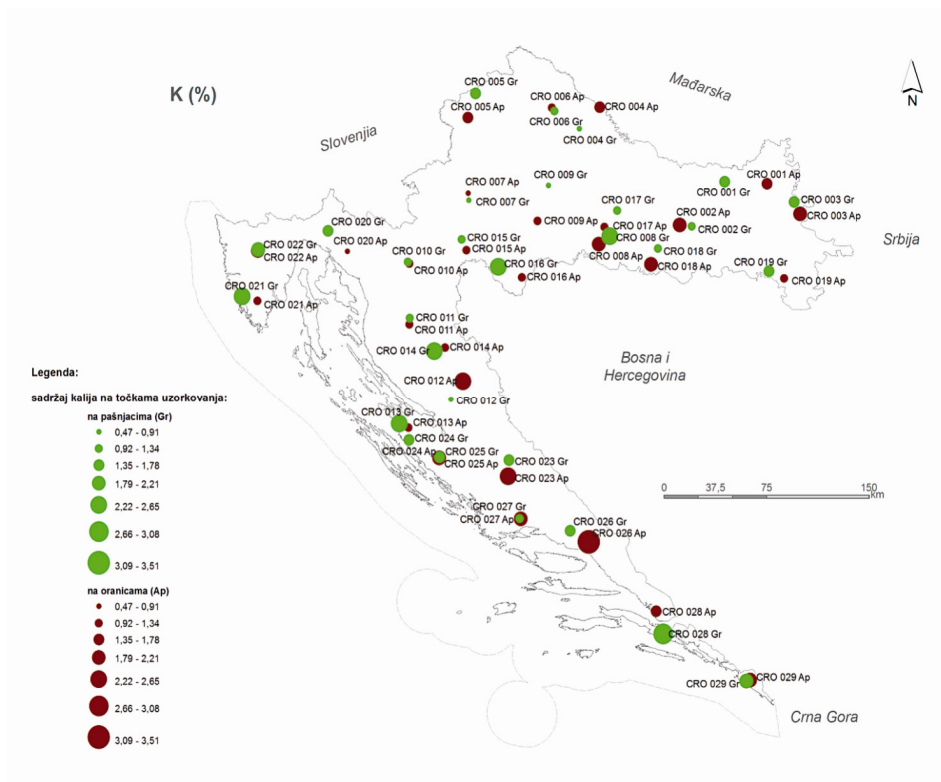 K (%)
Mađarska
N
Slovenjia
CRO 005 Gr
CRO 005 Ap
CRO 006 Ap
CRO 006 Gr
CRO 004 Ap
CRO 004 Gr
CRO 007 Ap
CRO 007 Gr
CRO 009 Gr
CRO 009 Ap
CRO 017 Gr
CRO 017 Ap
CRO 008 Gr
CRO 008 Ap
CRO 002 Ap
CRO 002 Gr
CRO 001 Gr
CRO 001 Ap
CRO 003 Gr
CRO 003 Ap
Srbija
CRO 018 Gr
CRO 018 Ap
CRO 019 Gr
CRO 019 Ap
CRO 020 Gr
CRO 020 Ap
CRO 022 Gr
CRO 022 Ap
CRO 021 Gr
CRO 021 Ap
CRO 010 Gr
CRO 010 Ap
CRO 015 Gr
CRO 015 Ap
CRO 016 Gr
CRO 016 Ap
CRO 011 Gr
CRO 011 Ap
CRO 014 Gr
CRO 014 Ap
Bosna i
Hercegovina
CRO 012 Ap
CRO 012 Gr
CRO 013 Gr
CRO 013 Ap
CRO 024 Gr
CRO 024 Ap
CRO 025 Gr
CRO 025 Ap
CRO 023 Gr
CRO 023 Ap
CRO 027 Gr
CRO 027 Ap
CRO 026 Gr
CRO 026 Ap
0 37,5 75 150
km
CRO 028 Ap
CRO 028 Gr
CRO 029 Gr
CRO 029 Ap
Crna Gora
Legenda:
sadržaj kalija na točkama uzorkovanja:
na pašnjacima (Gr)
0,47 - 0,91
0,92 - 1,34
1,35 - 1,78
1,79 - 2,21
2,22 - 2,65
2,66 - 3,08
3,09 - 3,51
na oranicama (Ap)
0,47 - 0,91
0,92 - 1,34
1,35 - 1,78
1,79 - 2,21
2,22 - 2,65
2,66 - 3,08
3,09 - 3,51